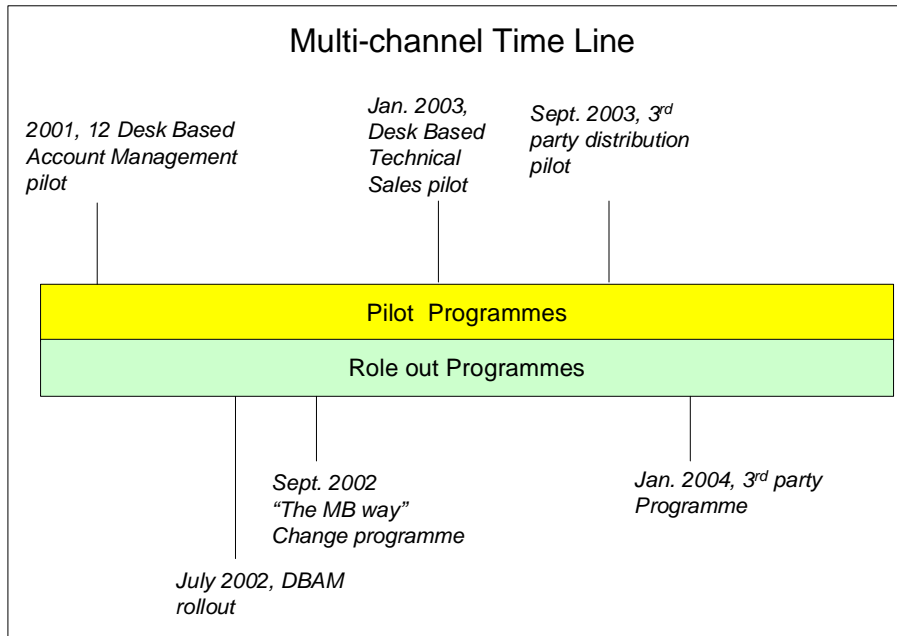 Multi-channel Time Line
2001, 12 Desk Based
Account Management
pilot
Jan. 2003,
Desk Based
Technical
Sales pilot
Sept. 2003, 3rd
party distribution
pilot
Pilot Programmes
Role out Programmes
Sept. 2002
“The MB way”
Change programme
July 2002, DBAM
rollout
Jan. 2004, 3rd party
Programme